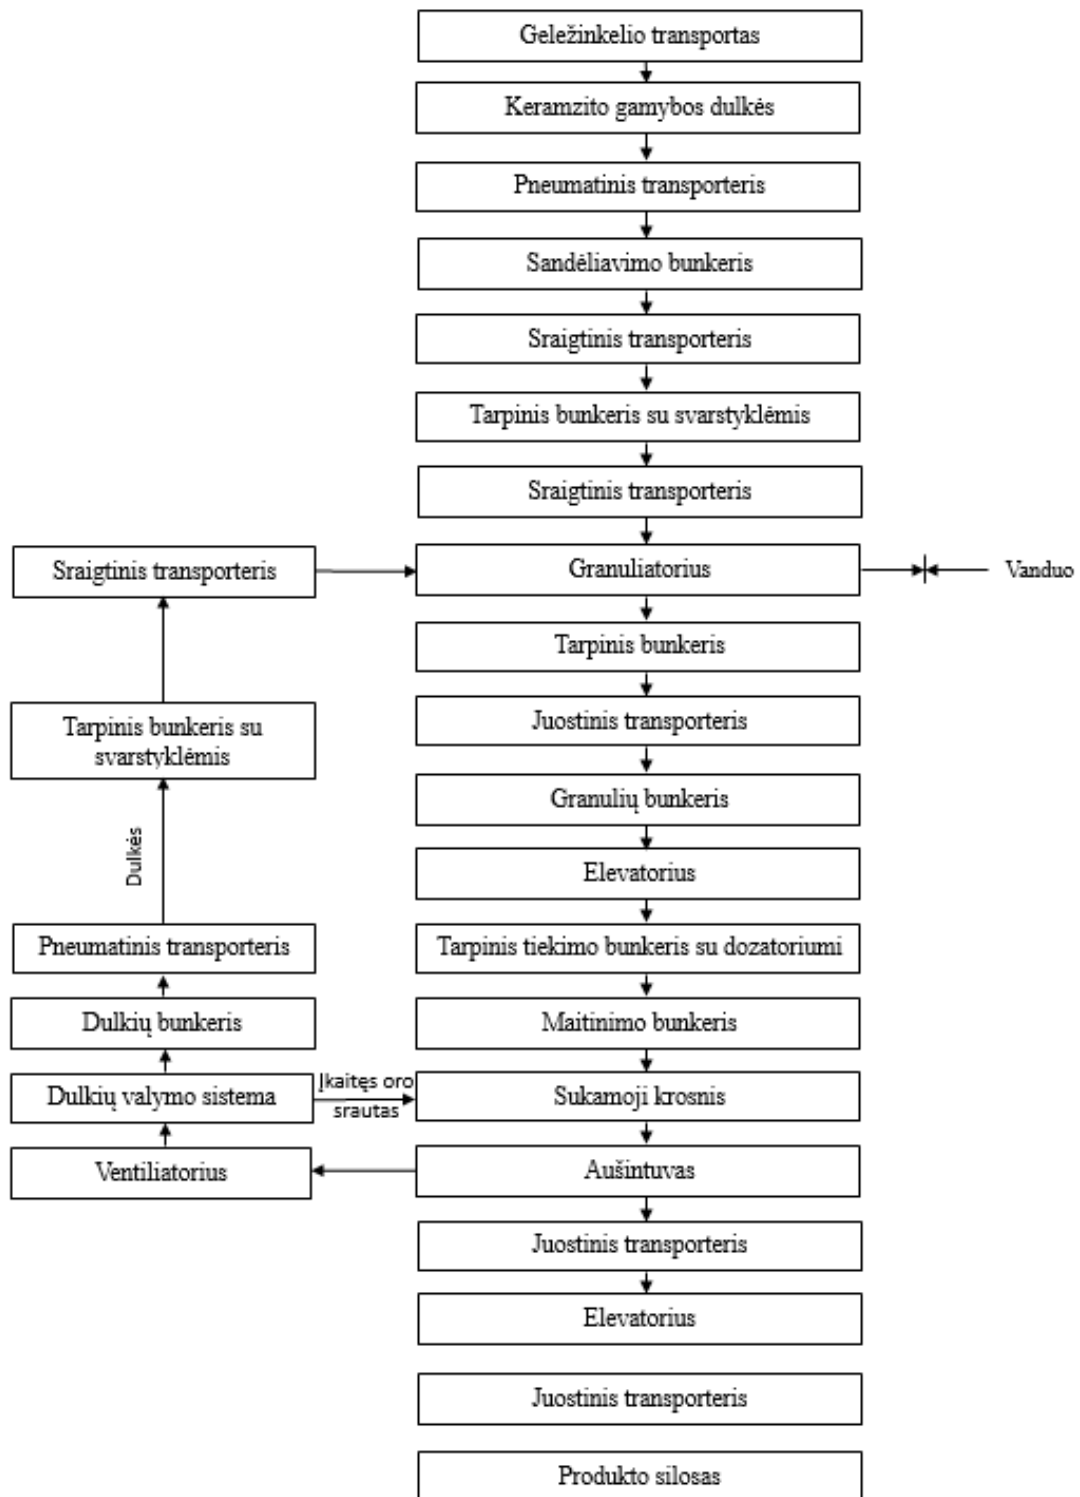 Geležinkelio transportas
Keramzito gamybos dulkės
Pneumatinis transporteris
Sandėliavimo bunkeris
Sraigtinis transporteris
Tarpinis bunkeris su svarstyklėmis
Sraigtinis transporteris
Sraigtinis transporteris
Granuliatorius
Vanduo
Tarpinis bunkeris
Tarpinis bunkeris su
svarstyklėmis
Juostinis transporteris
Granulių bunkeris
Dulkės
Elevatorius
Pneumatinis transporteris
Tarpinis tiekimo bunkeris su dozatoriumi
Dulkių bunkeris
Maitinimo bunkeris
Dulkių valymo sistema
Įkaitęs oro
srautas
Sukamoji krosnis
Ventiliatorius
Aušintuvas
Juostinis transporteris
Elevatorius
Juostinis transporteris
Produkto silosas